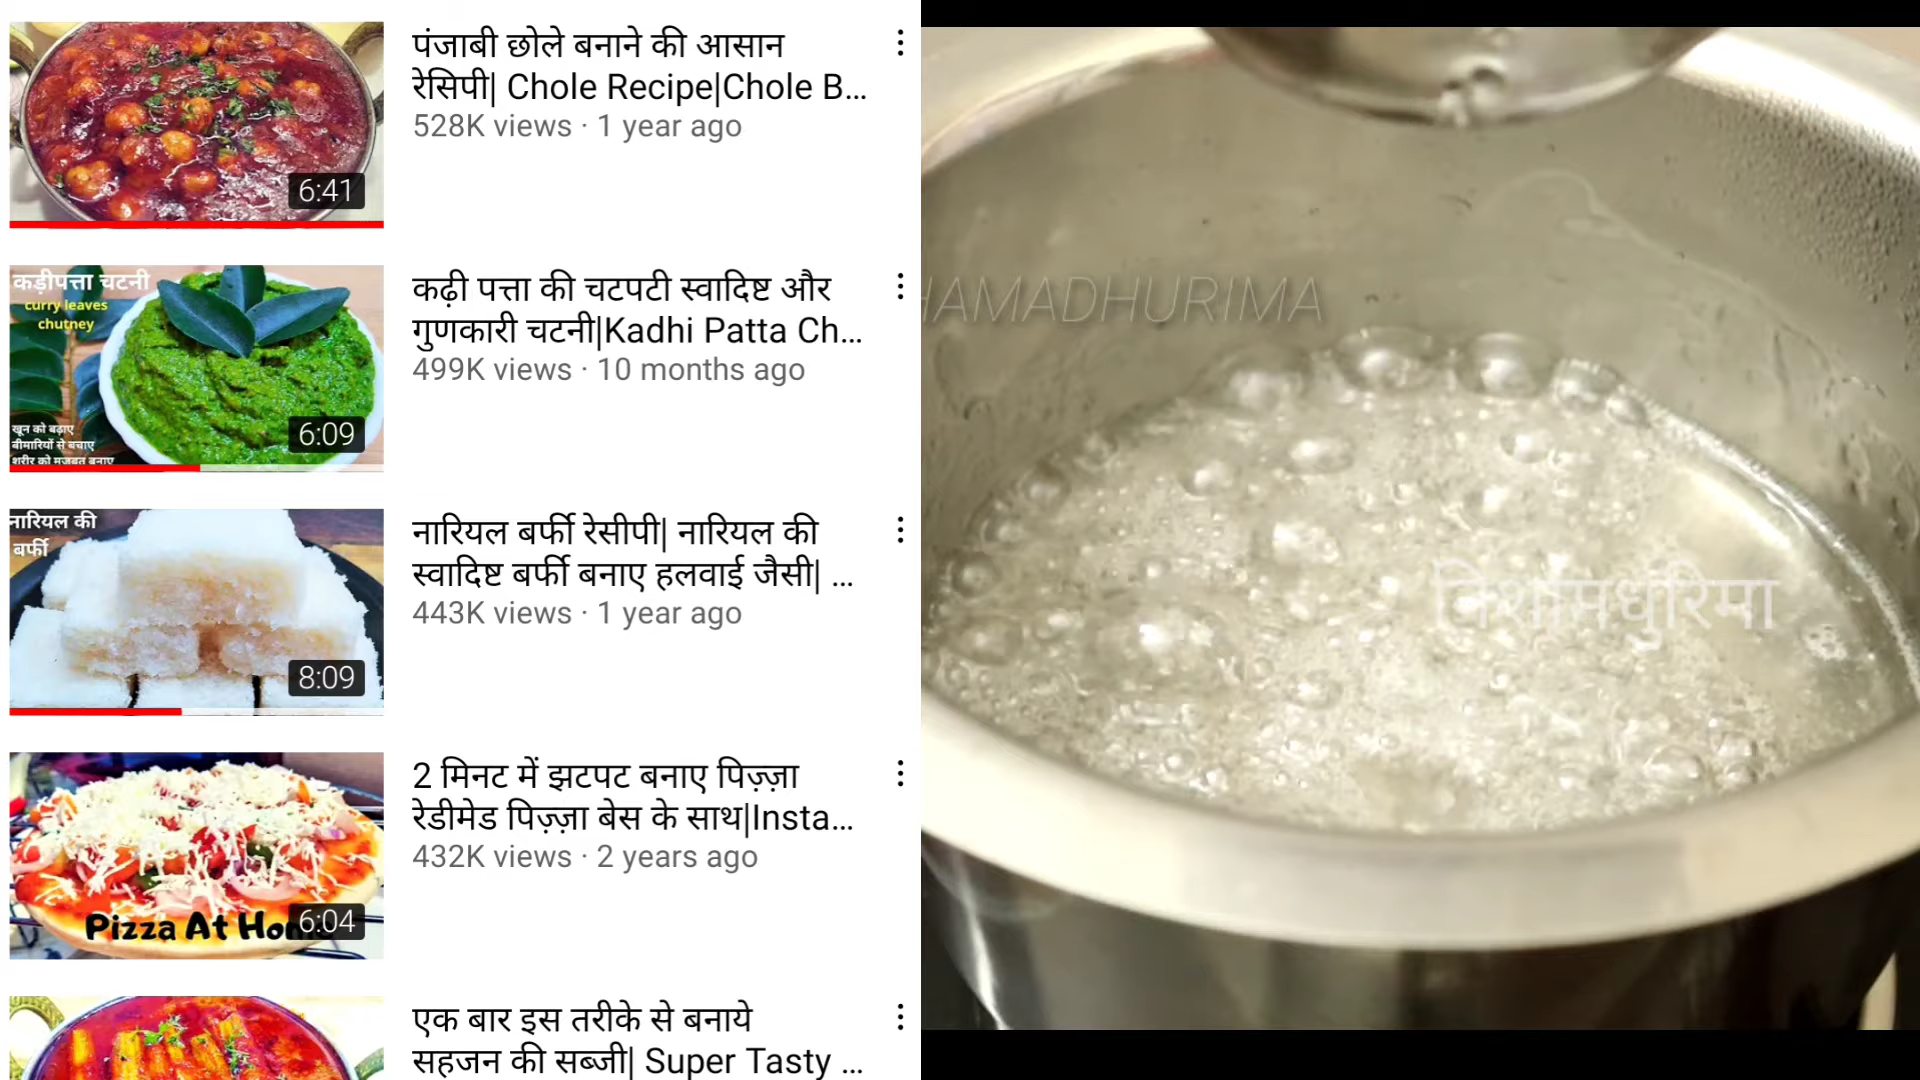 पंजाबी छोले बनाने की आसान
रेसिपी| Chole Recipe|Chole B...
528K views · 1 year ago
6:41
कड़ीपत्ता चटनी
curry leaves
chutney
खून को बढ़ाए
बीमारियों से बचाए
शरीर को मजबूत बनाए
6:09
कढ़ी पत्ता की चटपटी स्वादिष्ट और
गुणकारी चटनी|Kadhi Patta Ch...
499K views · 10 months ago
नारियल की
बर्फी
8:09
नारियल बर्फी रेसीपी| नारियल की
स्वादिष्ट बर्फी बनाए हलवाई जैसी| ...
443K views · 1 year ago
Pizza At Hom
6:04
2 मिनट में झटपट बनाए पिज़्ज़ा
रेडीमेड पिज़्ज़ा बेस के साथ|Insta...
432K views · 2 years ago
एक बार इस तरीके से बनाये
सहजन की सब्जी| Super Tasty ...
HAMADHURIMA
निशामधुरिमा